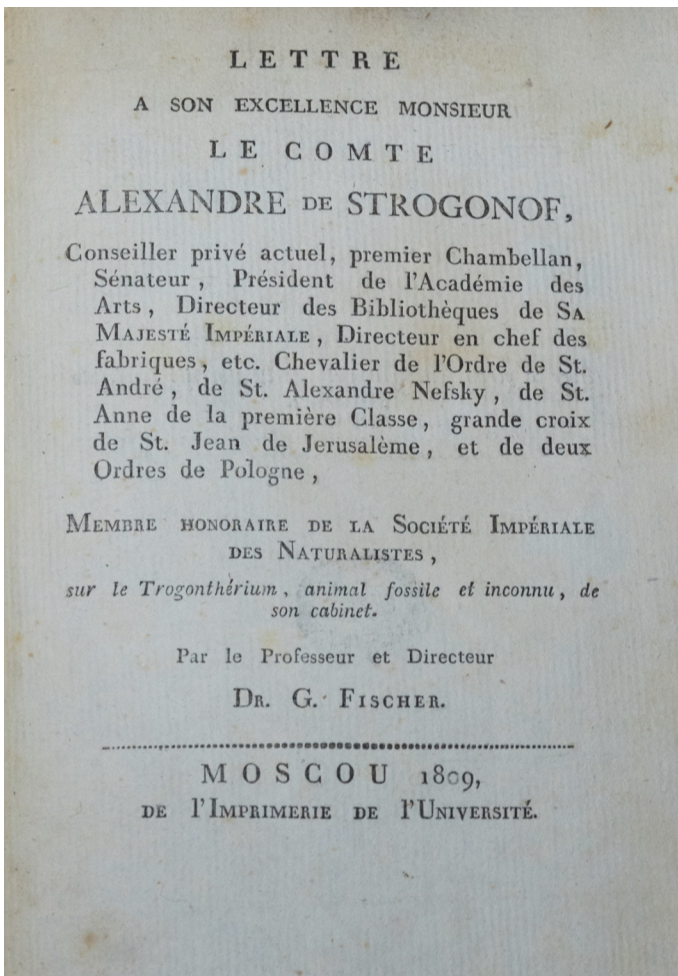 LETTRE
A SON EXCELLENCE MONSIEUR
LE COMTE
ALEXANDRE DE STROGONOF,
Conseiller privé actuel, premier Chambellan,
Sénateur, Président de l'Académie des
Arts, Directeur des Bibliothèques de SA
MAJESTÉ IMPÉRIALE, Directeur en chef des
fabriques, etc. Chevalier de l'Ordre de St.
André, de St. Alexandre Nefsky, de St.
Anne de la première Classe, grande croix
de St. Jean de Jerusalème, et de deux
Ordres de Pologne,
MEMBRE HONORAIRE DE LA SOCIÉTÉ IMPÉRIALE
DES NATURALISTES,
sur le Trogonthérium, animal fossile et inconnu, de
son cabinet.
Par le Professeur et Directeur
DR. G. FISCHER.
MOSCOU 1809,
DE l'IMPRIMERIE DE l'UNIVERSITÉ.